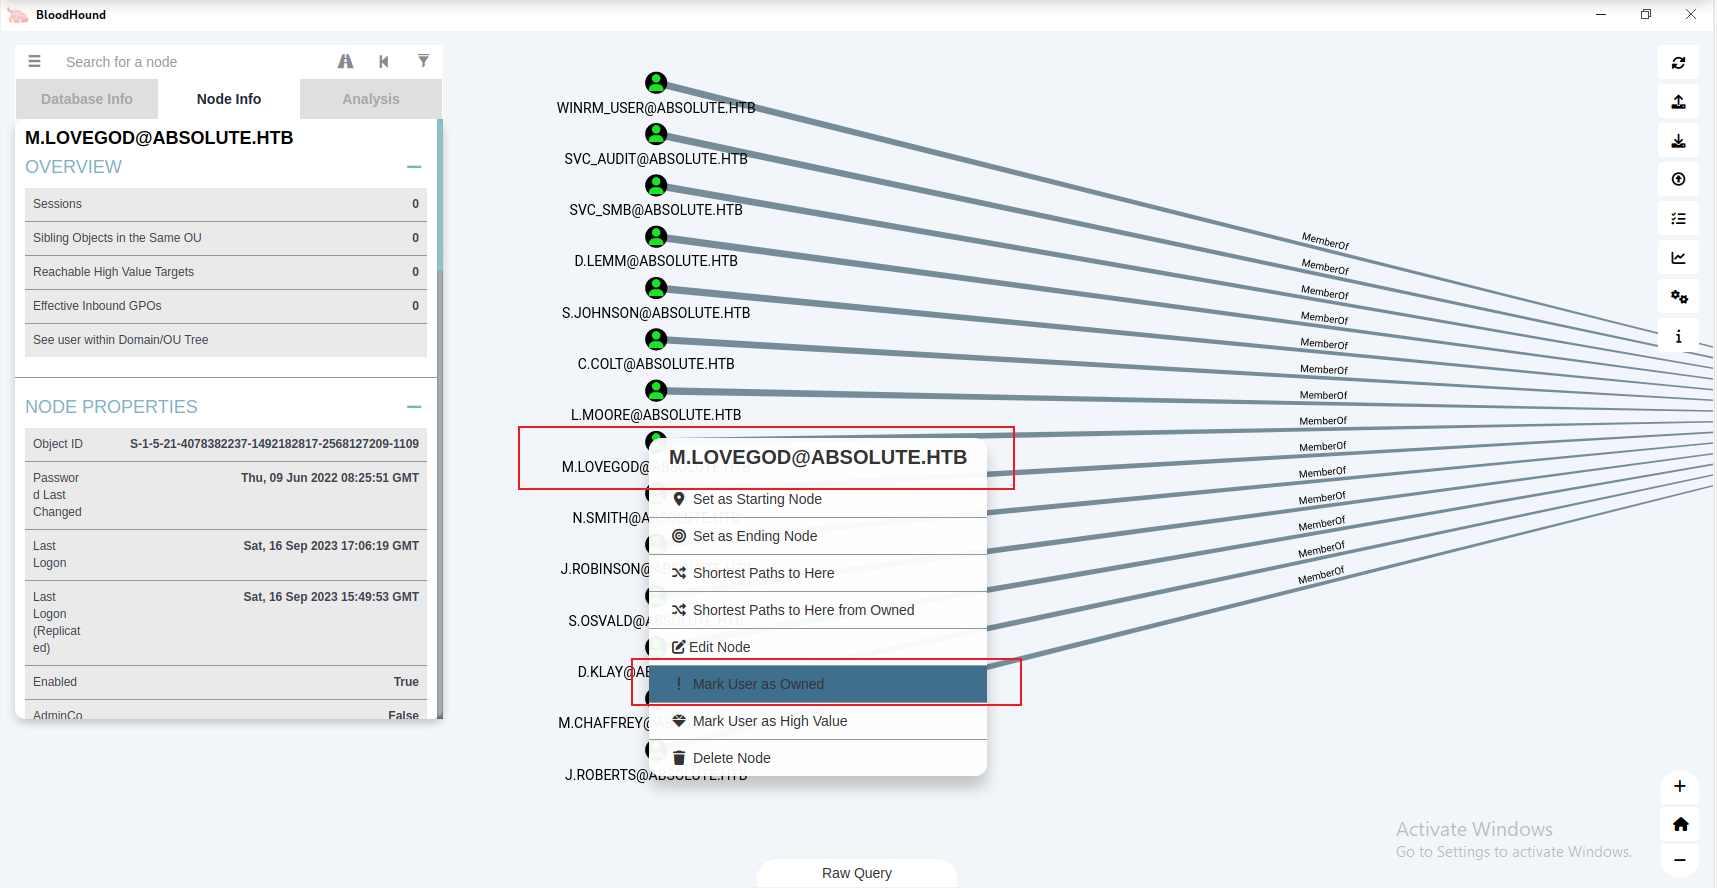 BloodHound
Search for a node
Database Info
Node Info
Analysis
M.LOVEGOD@ABSOLUTE.HTB
OVERVIEW
Sessions 0
Sibling Objects in the Same OU 0
Reachable High Value Targets 0
Effective Inbound GPOs 0
See user within Domain/OU Tree
NODE PROPERTIES
Object ID S-1-5-21-4078382237-1492182817-2568127209-1109
Passwor
d Last
Changed
Thu, 09 Jun 2022 08:25:51 GMT
Last
Logon
Sat, 16 Sep 2023 17:06:19 GMT
Last
Logon
(Replicat
ed)
Sat, 16 Sep 2023 15:49:53 GMT
Enabled True
AdminCo False
WINRM_USER@ABSOLUTE.HTB
SVC_AUDIT@ABSOLUTE.HTB
SVC_SMB@ABSOLUTE.HTB
D.LEMM@ABSOLUTE.HTB
S.JOHNSON@ABSOLUTE.HTB
C.COLT@ABSOLUTE.HTB
L.MOORE@ABSOLUTE.HTB
M.LOVEGOD@
N.SMITH@A
J.ROBINSON@
S.OSVALD@ABSOLUTE.HTB
D.KLAY@AB
M.CHAFFREY@
J.ROBERTS@ABSOLUTE.HTB
M.LOVEGOD@ABSOLUTE.HTB
Set as Starting Node
Set as Ending Node
Shortest Paths to Here
Shortest Paths to Here from Owned
Edit Node
Mark User as Owned
Mark User as High Value
Delete Node
MemberOf
MemberOf
MemberOf
MemberOf
MemberOf
MemberOf
MemberOf
MemberOf
MemberOf
MemberOf
MemberOf
MemberOf
MemberOf
MemberOf
Activate Windows
Go to Settings to activate Windows.
Raw Query